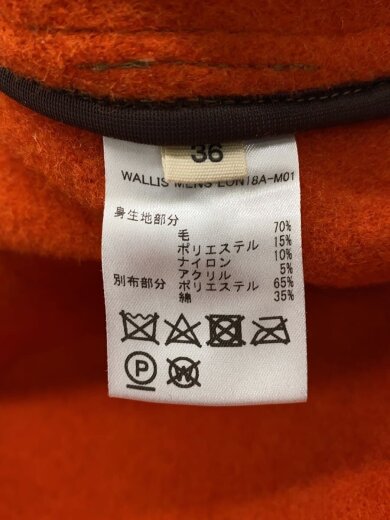 36
WALLIS MENS LON18A-M01
身生地部分
毛 70%
ポリエステル 15%
ナイロン 10%
アクリル 5%
別布部分 ポリエステル 65%
綿 35%
P
W